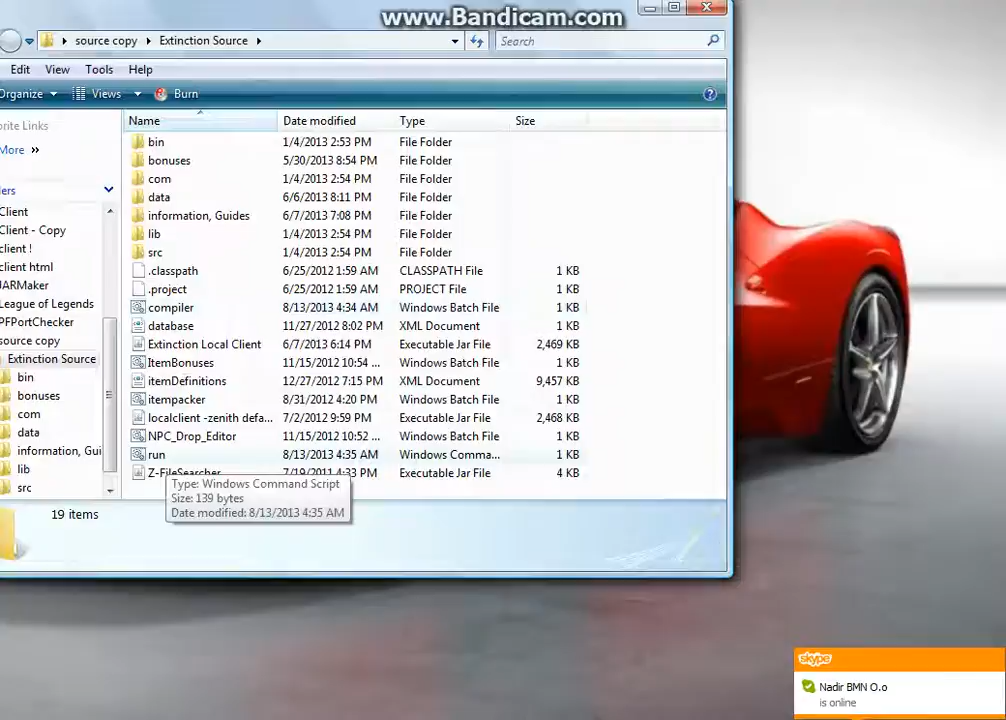 www.Bandicam.com
source copy
Extinction Source
Search
Edit View Tools Help
Organize Views Burn
Name Date modified Type Size
bin 1/4/2013 2:53 PM File Folder
bonuses 5/30/2013 8:54 PM File Folder
com 1/4/2013 2:54 PM File Folder
data 6/6/2013 8:11 PM File Folder
information, Guides 6/7/2013 7:08 PM File Folder
lib 1/4/2013 2:54 PM File Folder
src 1/4/2013 2:54 PM File Folder
.classpath 6/25/2012 1:59 AM CLASSPATH File 1 KB
.project 6/25/2012 1:59 AM PROJECT File 1 KB
compiler 8/13/2013 4:34 AM Windows Batch File 1 KB
database 11/27/2012 8:02 PM XML Document 1 KB
Extinction Local Client 6/7/2013 6:14 PM Executable Jar File 2,469 KB
ItemBonuses 11/15/2012 10:54 ... Windows Batch File 1 KB
itemDefinitions 12/27/2012 7:15 PM XML Document 9,457 KB
itempacker 8/31/2012 4:20 PM Windows Batch File 1 KB
localclient -zenith defa... 7/2/2012 9:59 PM Executable Jar File 2,468 KB
NPC_Drop_Editor 11/15/2012 10:52 ... Windows Batch File 1 KB
run 8/13/2013 4:35 AM Windows Comma... 1 KB
Z-FileSearcher 7/19/2011 4:33 PM Executable Jar File 4 KB
Type: Windows Command Script
Size: 139 bytes
Date modified: 8/13/2013 4:35 AM
orite Links
More »
ders
Client
Client - Copy
client !
client html
JARMaker
League of Legends
PFPortChecker
source copy
Extinction Source
bin
bonuses
com
data
information, Gui
lib
src
19 items
skype
Nadir BMN O.o
is online